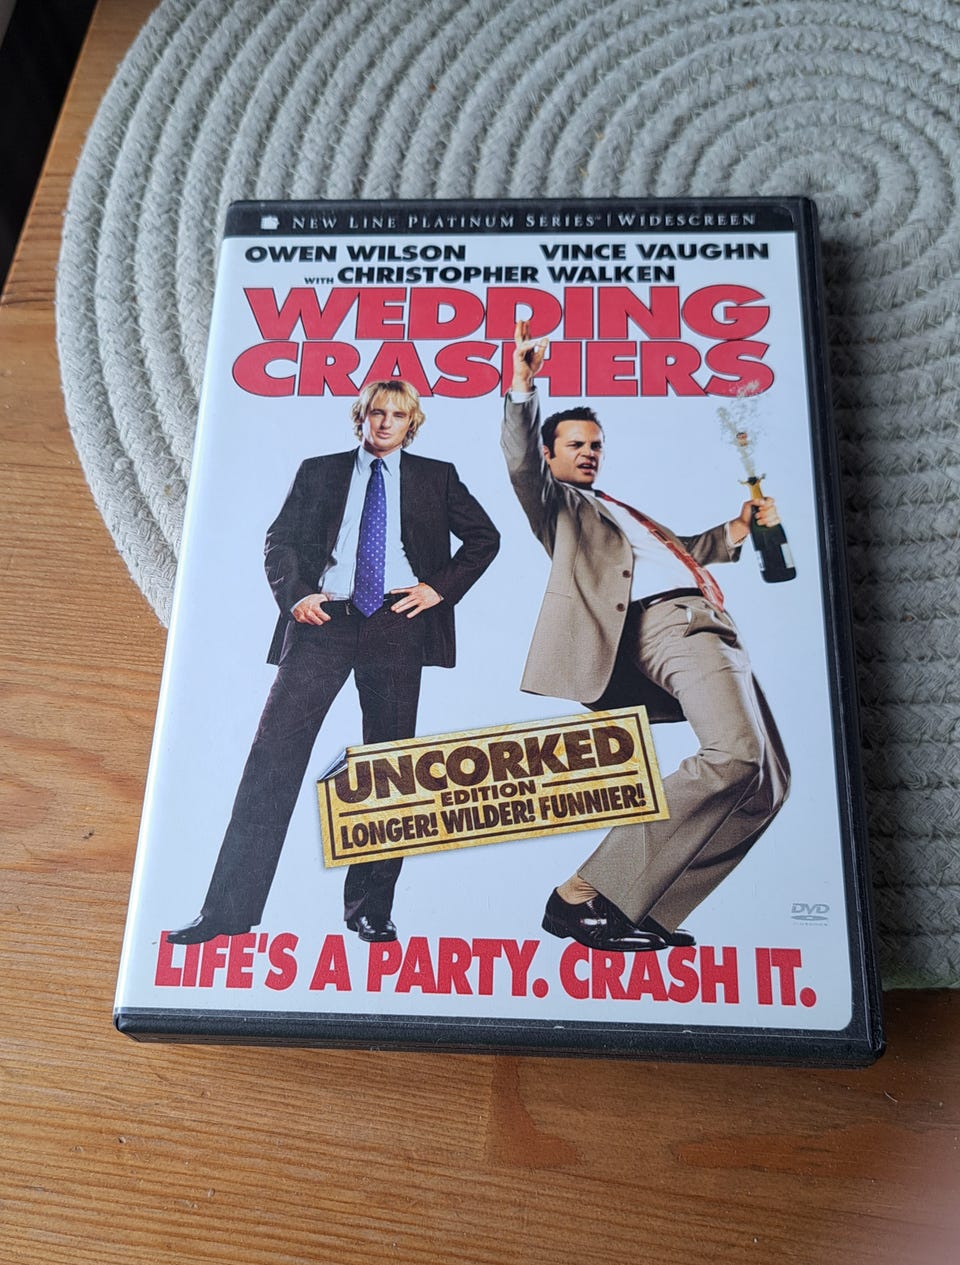 NEW LINE PLATINUM SERIES™ | WIDESCREEN
OWEN WILSON VINCE VAUGHN
WITH CHRISTOPHER WALKEN
WEDDING
CRASHERS
UNCORKED
EDITION
LONGER! WILDER! FUNNIER!
DVD
LIFE'S A PARTY. CRASH IT.